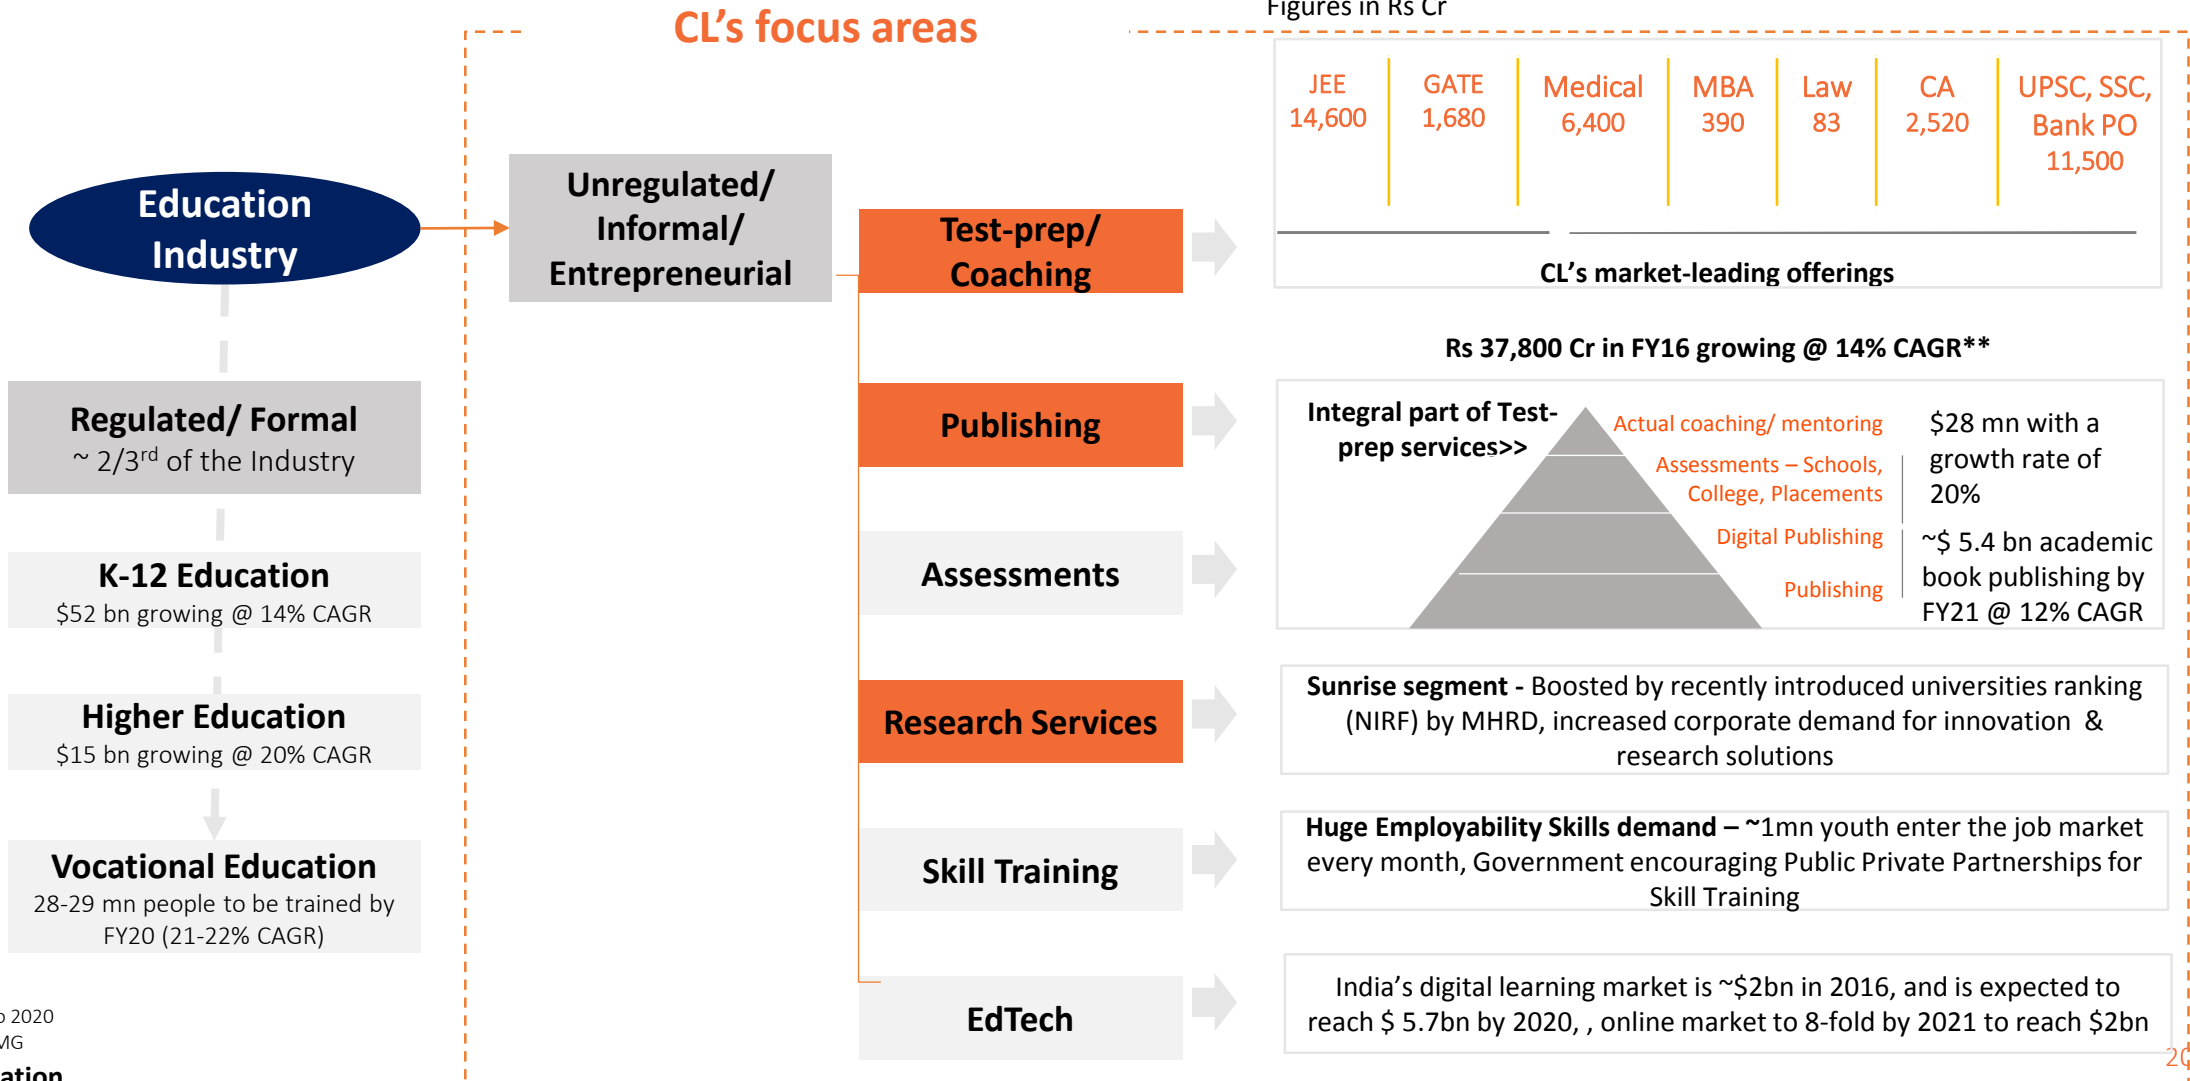 CL's focus areas
Figures in Rs Cr
Education
Industry
Regulated/ Formal
~ 2/3rd of the Industry
K-12 Education
$52 bn growing @ 14% CAGR
Higher Education
$15 bn growing @ 20% CAGR
Vocational Education
28-29 mn people to be trained by
FY20 (21-22% CAGR)
Unregulated/
Informal/
Entrepreneurial
Test-prep/
Coaching
JEE
14,600
GATE
1,680
Medical
6,400
MBA
390
Law
83
CA
2,520
UPSC, SSC,
Bank PO
11,500
CL's market-leading offerings
Rs 37,800 Cr in FY16 growing @ 14% CAGR**
Publishing
Integral part of Test-
prep services>>
Actual coaching/ mentoring
Assessments – Schools,
College, Placements
Digital Publishing
Publishing
$28 mn with a
growth rate of
20%
~$ 5.4 bn academic
book publishing by
FY21 @ 12% CAGR
Assessments
Research Services
Sunrise segment - Boosted by recently introduced universities ranking
(NIRF) by MHRD, increased corporate demand for innovation &
research solutions
Skill Training
Huge Employability Skills demand – ~1mn youth enter the job market
every month, Government encouraging Public Private Partnerships for
Skill Training
EdTech
India's digital learning market is ~$2bn in 2016, and is expected to
reach $ 5.7bn by 2020, , online market to 8-fold by 2021 to reach $2bn
2020
20